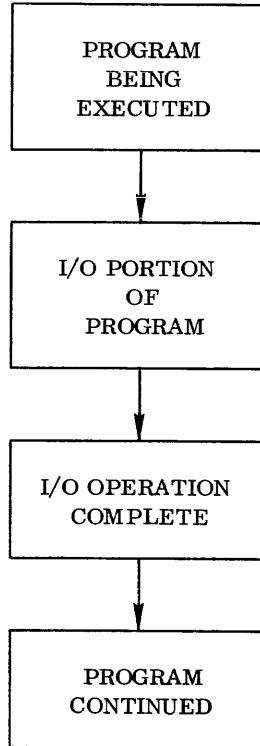 PROGRAM
BEING
EXECUTED
I/O PORTION
OF
PROGRAM
I/O OPERATION
COMPLETE
PROGRAM
CONTINUED